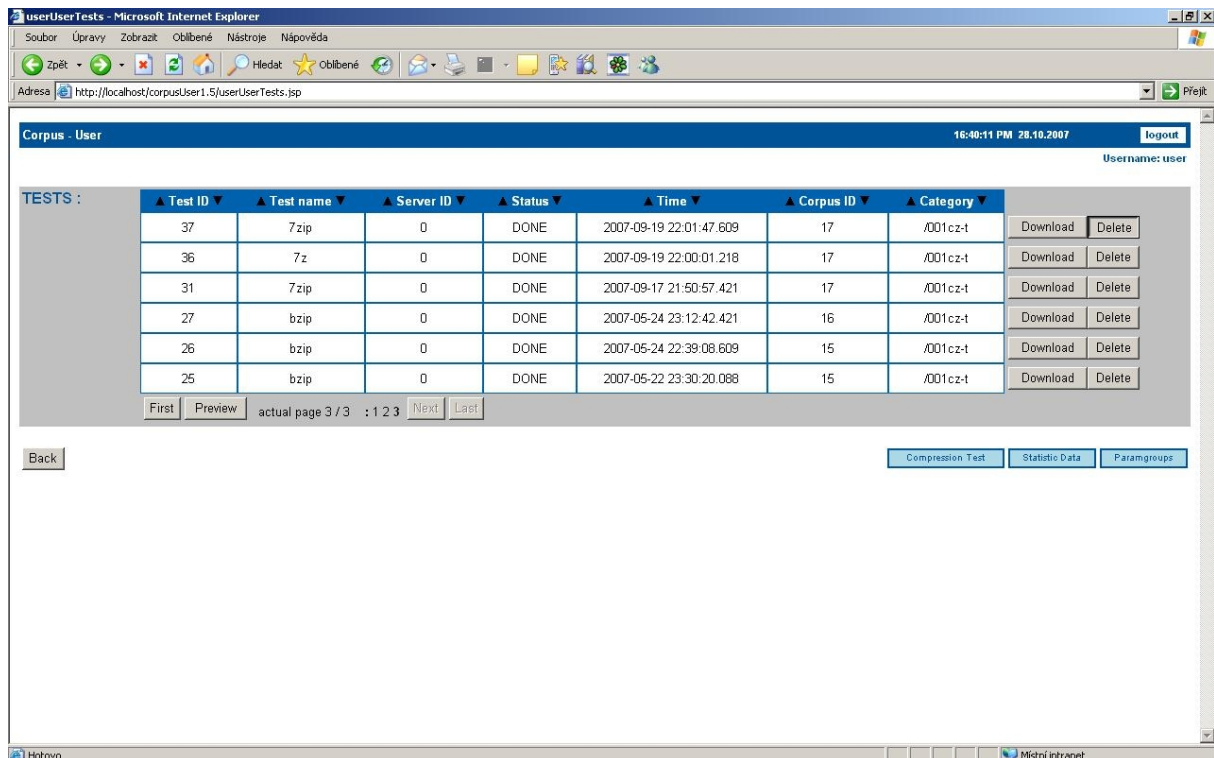 userUserTests - Microsoft Internet Explorer
Soubor Úpravy Zobrazit Oblíbené Nástroje Nápověda
Zpět Hledat Oblíbené
Adresa http://localhost/corpusUser1.5/userUserTests.jsp Přejít
Corpus - User 16:40:11 PM 28.10.2007 logout
Username: user
TESTS : ▲ Test ID ▼ ▲ Test name ▼ ▲ Server ID ▼ ▲ Status ▼ ▲ Time ▼ ▲ Corpus ID ▼ ▲ Category ▼
37 7zip 0 DONE 2007-09-19 22:01:47.609 17 /001cz-t Download Delete
36 7z 0 DONE 2007-09-19 22:00:01.218 17 /001cz-t Download Delete
31 7zip 0 DONE 2007-09-17 21:50:57.421 17 /001cz-t Download Delete
27 bzip 0 DONE 2007-05-24 23:12:42.421 16 /001cz-t Download Delete
26 bzip 0 DONE 2007-05-24 22:39:08.609 15 /001cz-t Download Delete
25 bzip 0 DONE 2007-05-22 23:30:20.088 15 /001cz-t Download Delete
First Preview actual page 3 / 3 : 1 2 3 Next Last
Back Compression Test Statistic Data Paramgroups
Hotovo Místní intranet